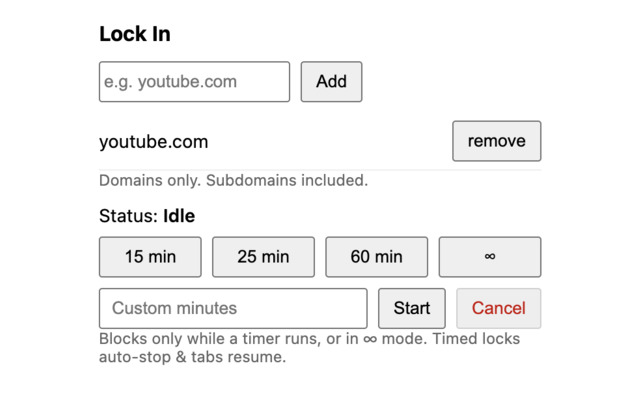 Lock In
e.g. youtube.com Add
youtube.com remove
Domains only. Subdomains included.
Status: Idle
15 min 25 min 60 min ∞
Custom minutes Start Cancel
Blocks only while a timer runs, or in ∞ mode. Timed locks
auto-stop & tabs resume.